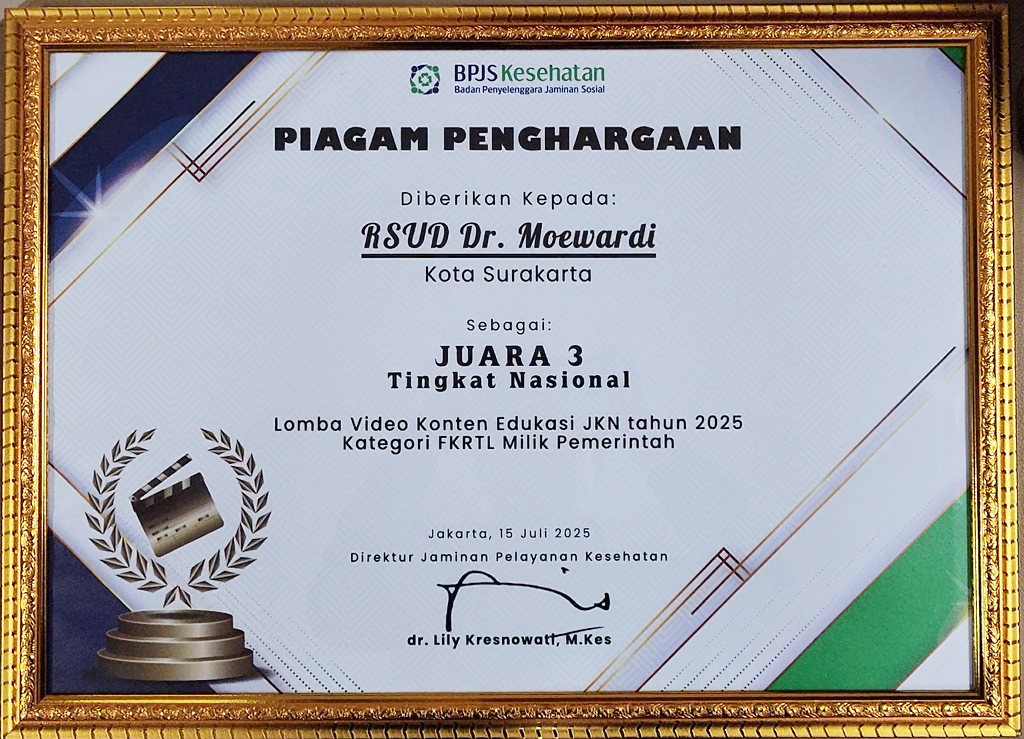 BPJS Kesehatan
Badan Penyelenggara Jaminan Sosial
PIAGAM PENGHARGAAN
Diberikan Kepada:
RSUD Dr. Moewardi
Kota Surakarta
Sebagai:
JUARA 3
Tingkat Nasional
Lomba Video Konten Edukasi JKN tahun 2025
Kategori FKRTL Milik Pemerintah
Jakarta, 15 Juli 2025
Direktur Jaminan Pelayanan Kesehatan
dr. Lily Kresnowati, M.Kes